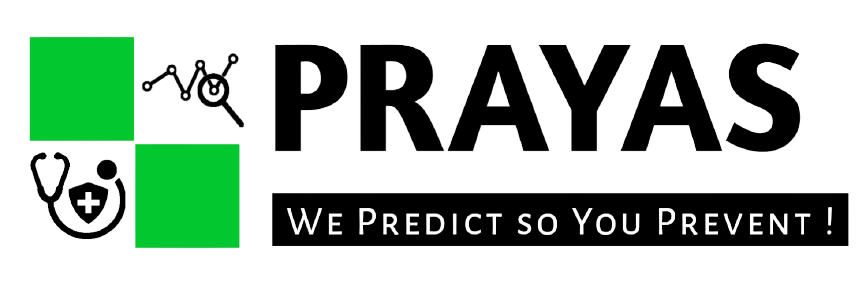 PRAYAS
We Predict so You Prevent !